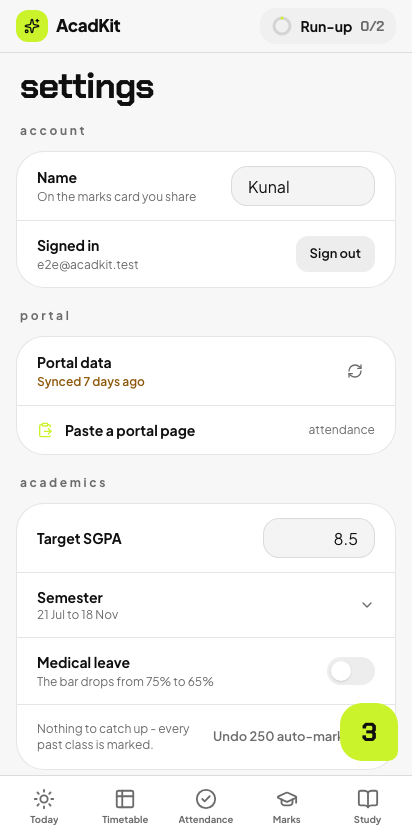 AcadKit
Run-up 0/2
settings
account
Name
On the marks card you share
Kunal
Signed in
e2e@acadkit.test
Sign out
portal
Portal data
Synced 7 days ago
Paste a portal page
attendance
academics
Target SGPA
8.5
Semester
21 Jul to 18 Nov
Medical leave
The bar drops from 75% to 65%
Nothing to catch up - every
past class is marked.
Undo 250 auto-mark
3
Today
Timetable
Attendance
Marks
Study